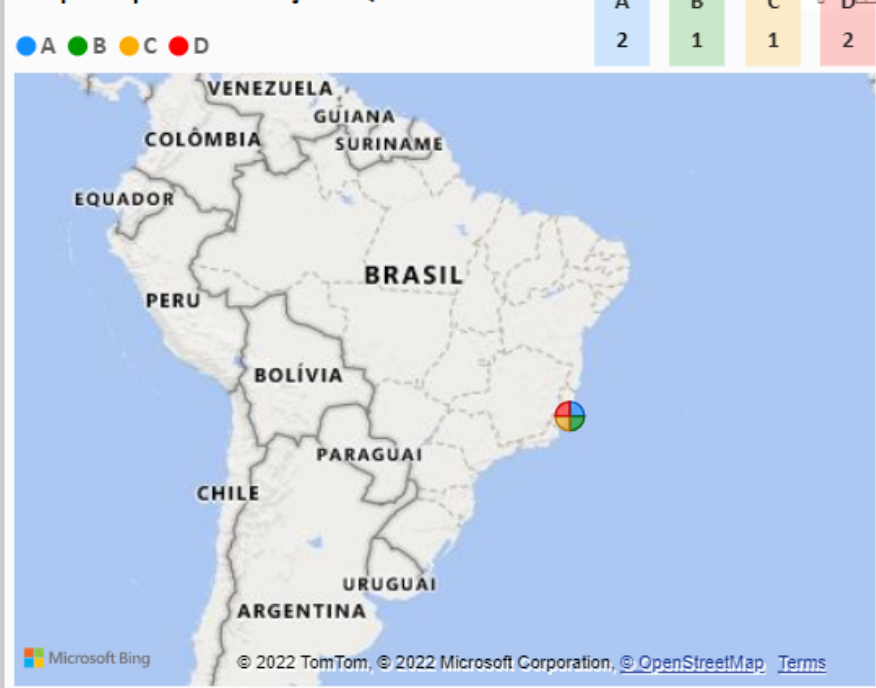 A B C D
A B C D
2 1 1 2
VENEZUELA
GUIANA
COLÔMBIA
SURINAME
EQUADOR
BRASIL
PERU
BOLÍVIA
PARAGUAI
CHILE
URUGUAI
ARGENTINA
Microsoft Bing
© 2022 TomTom, © 2022 Microsoft Corporation, © OpenStreetMap Terms